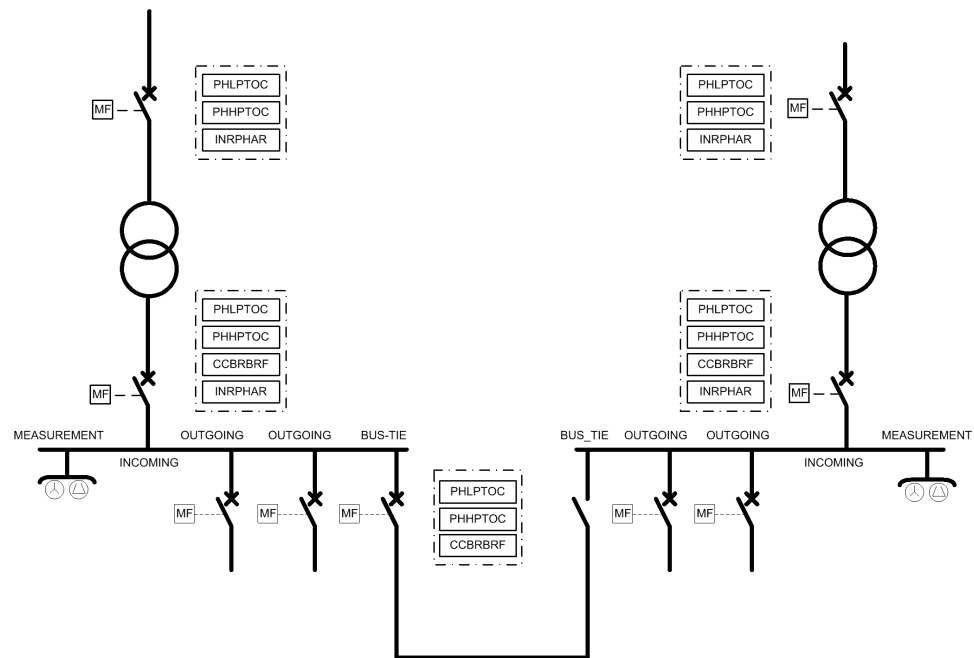 PHLPTOC
MF
PHHPTOC
INRPHAR
PHLPTOC
PHHPTOC
MF
INRPHAR
PHLPTOC
PHHPTOC
CCBRBRF
MF
INRPHAR
PHLPTOC
PHHPTOC
CCBRBRF
INRPHAR
MF
MEASUREMENT
OUTGOING
OUTGOING
BUS-TIE
INCOMING
BUS_TIE
OUTGOING
OUTGOING
MEASUREMENT
INCOMING
MF
MF
MF
PHLPTOC
PHHPTOC
CCBRBRF
MF
MF